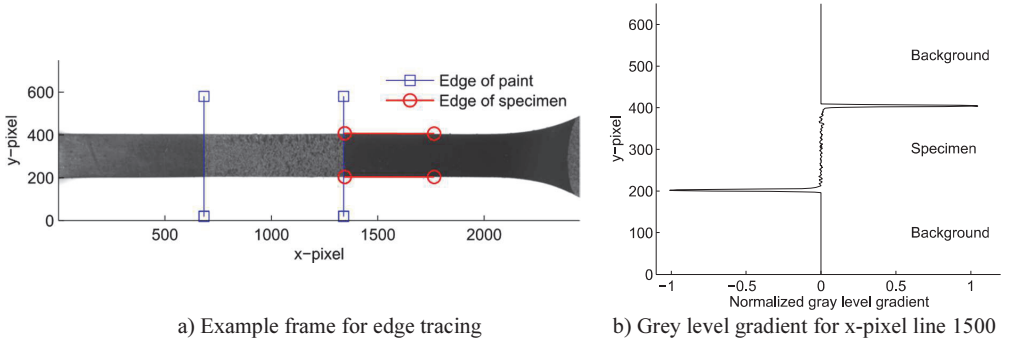 600
400
200
0
y-pixel
500
1000
1500
2000
x-pixel
Edge of paint
Edge of specimen
a) Example frame for edge tracing
600
500
400
300
200
100
0
y-pixel
−1
−0.5
0
0.5
1
Normalized gray level gradient
Background
Specimen
Background
b) Grey level gradient for x-pixel line 1500